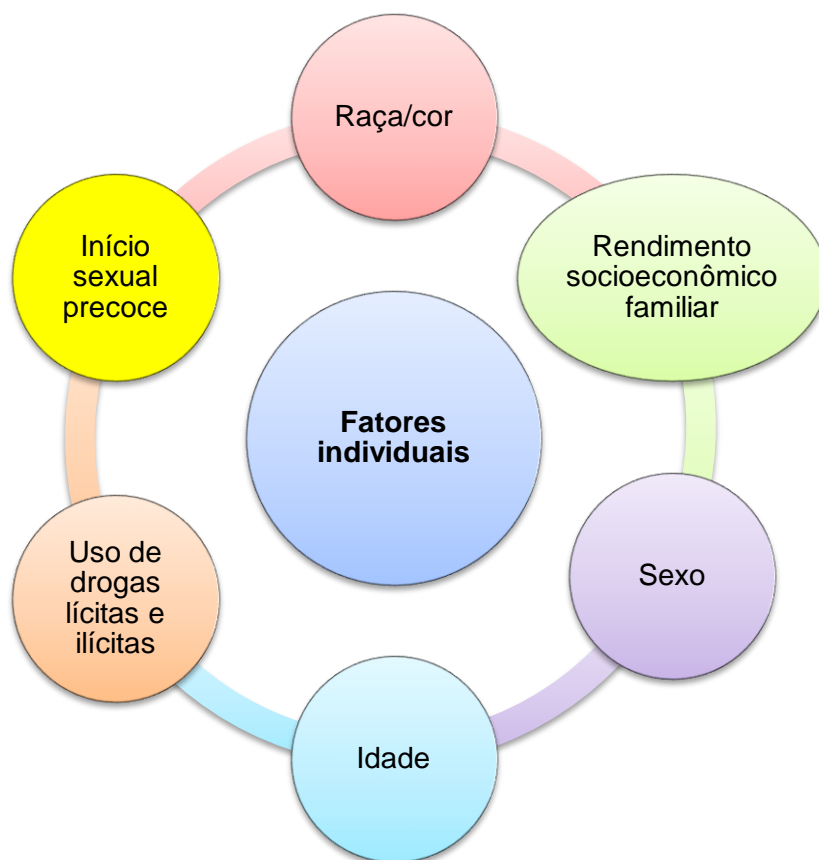 Raça/cor
Rendimento
socioeconômico
familiar
Sexo
Idade
Uso de
drogas
lícitas e
ilícitas
Início
sexual
precoce
Fatores
individuais